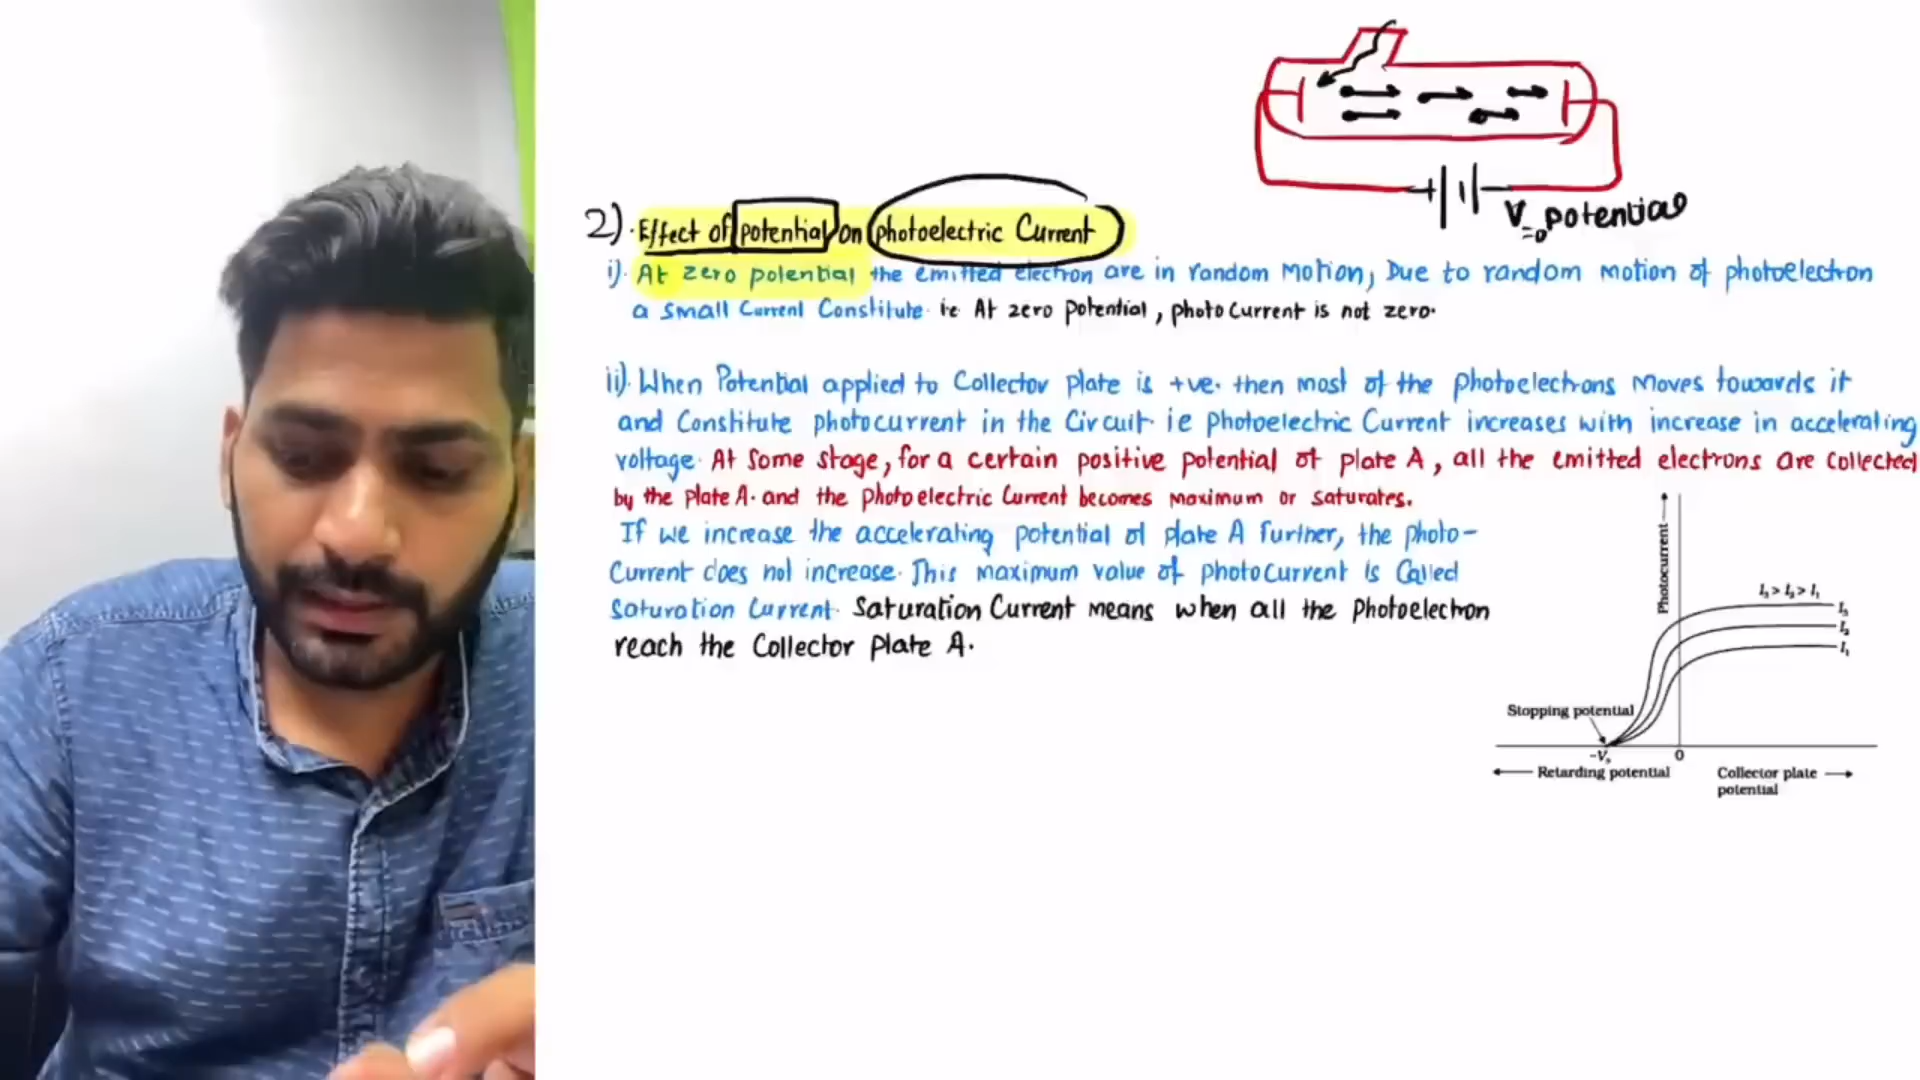 V=0 potential
2). Effect of potential on photoelectric Current
i). At zero potential the emitted electron are in random motion, Due to random motion of photoelectron
a small Current Constitute i.e At zero Potential, photo Current is not zero.
ii). When Potential applied to Collector plate is +ve. then most of the photoelectrons moves towards it
and Constitute photocurrent in the Circuit. ie photoelectric Current increases with increase in accelerating
voltage. At some stage, for a certain positive potential of plate A, all the emitted electrons are collected
by the plate A. and the photoelectric Current becomes maximum or saturates.
If we increase the accelerating potential of plate A further, the photo-
Current does not increase. This maximum value of photocurrent is Called
Saturation Current. Saturation Current means when all the Photoelectron
reach the Collector plate A.
Photocurrent
I₃ > I₂ > I₁
I₃
I₂
I₁
Stopping potential
-V₀ 0
Retarding potential Collector plate
potential